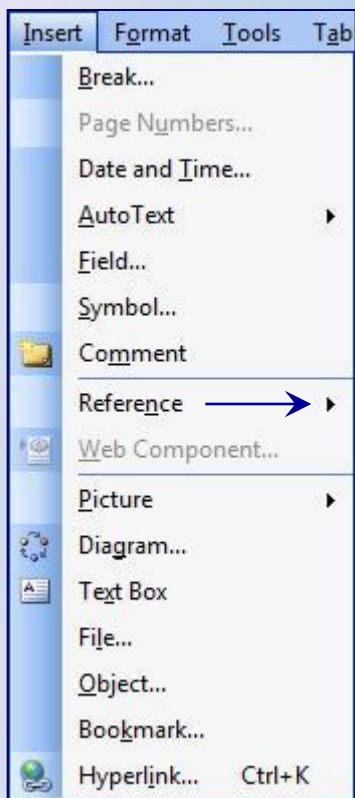 Insert Format Tools Tab
Break...
Page Numbers...
Date and Time...
AutoText
Field...
Symbol...
Comment
Reference
Web Component...
Picture
Diagram...
Text Box
File...
Object...
Bookmark...
Hyperlink... Ctrl+K